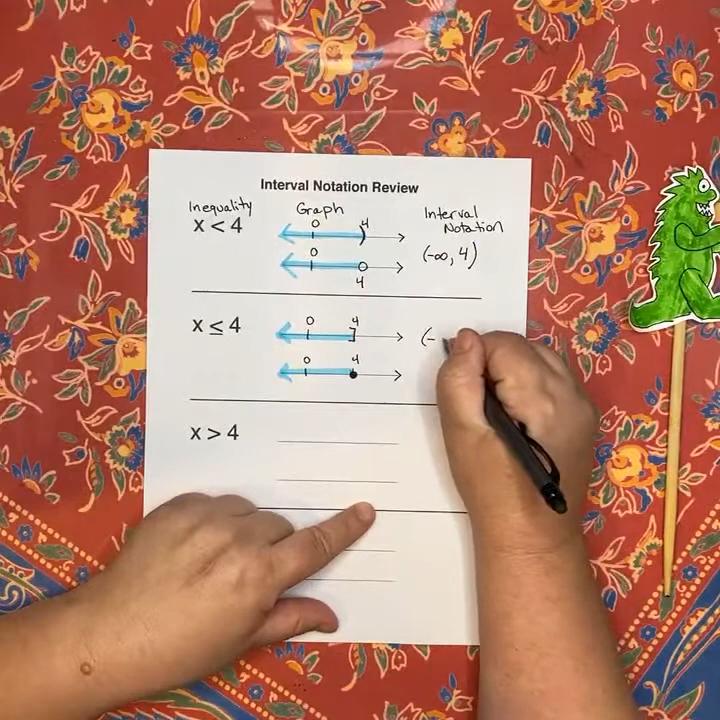 Interval Notation Review
Inequality Graph Interval Notation
x < 4
0 4 )
(-∞, 4)
0
4
x ≤ 4
0 4 ]
(-
0 4
x > 4